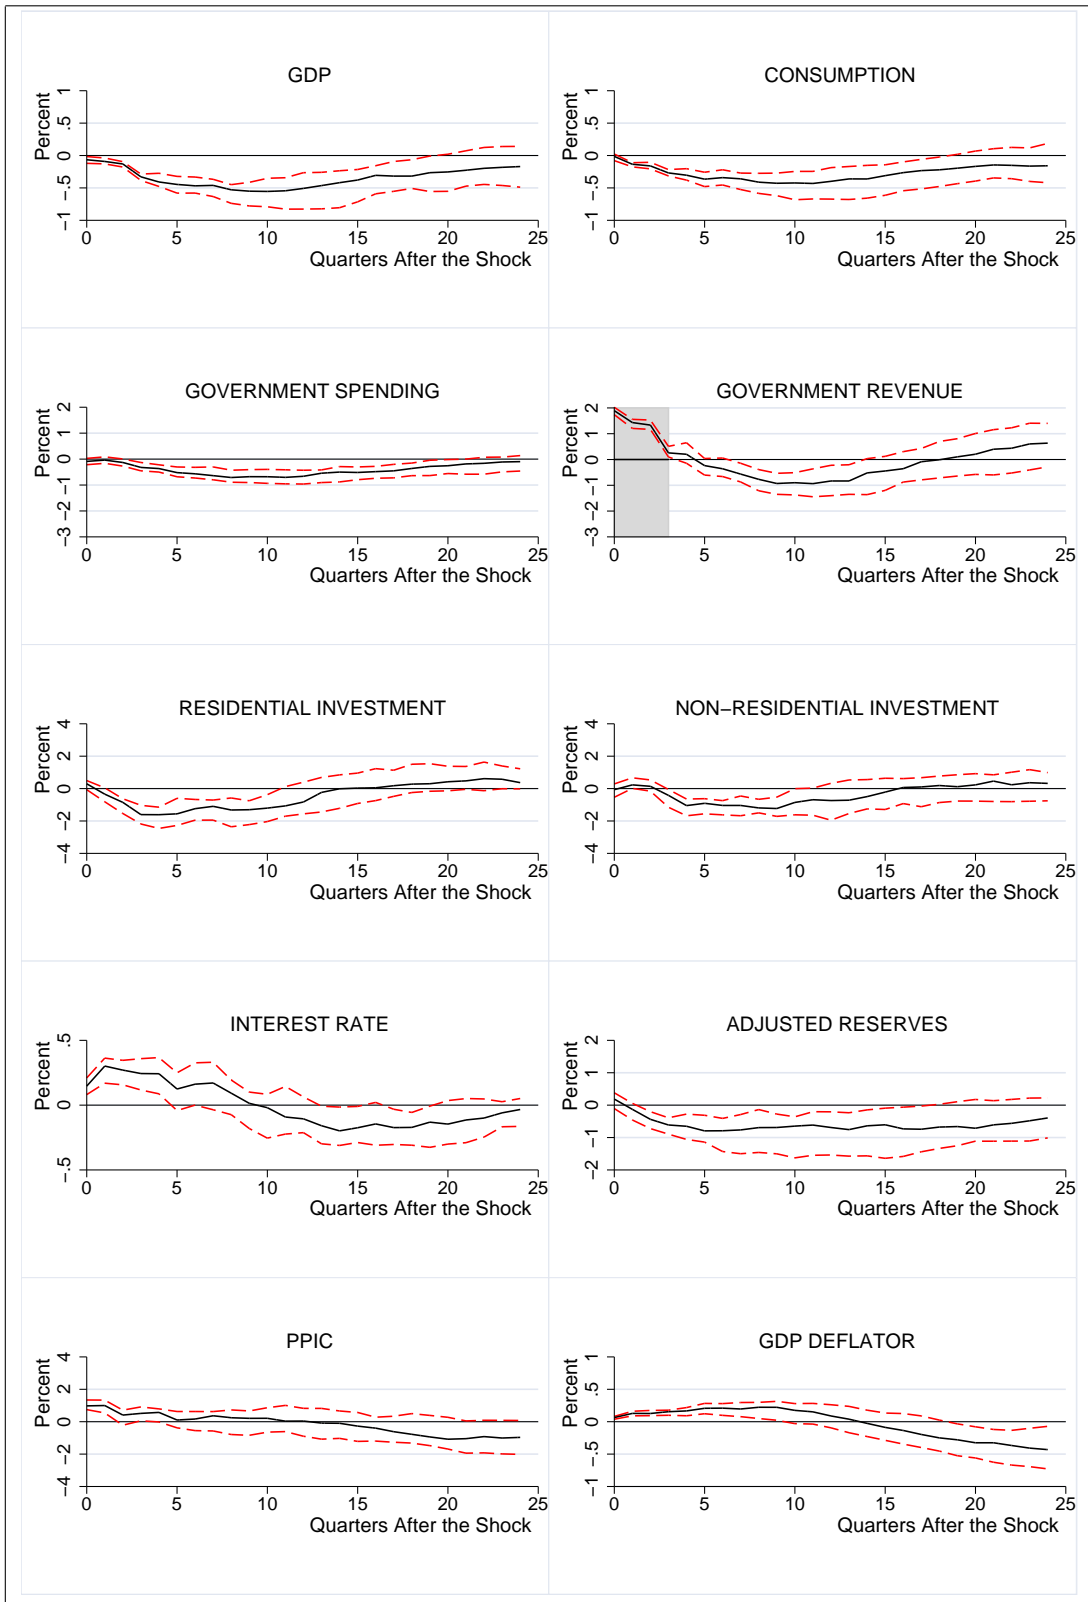 GDP
Percent
1
.5
0
-.5
-1
0 5 10 15 20 25
Quarters After the Shock
CONSUMPTION
Percent
1
.5
0
-.5
-1
0 5 10 15 20 25
Quarters After the Shock
GOVERNMENT SPENDING
Percent
2
1
0
-1
-2
-3
0 5 10 15 20 25
Quarters After the Shock
GOVERNMENT REVENUE
Percent
2
1
0
-1
-2
-3
0 5 10 15 20 25
Quarters After the Shock
RESIDENTIAL INVESTMENT
Percent
4
2
0
-2
-4
0 5 10 15 20 25
Quarters After the Shock
NON-RESIDENTIAL INVESTMENT
Percent
4
2
0
-2
-4
0 5 10 15 20 25
Quarters After the Shock
INTEREST RATE
Percent
.5
0
-.5
0 5 10 15 20 25
Quarters After the Shock
ADJUSTED RESERVES
Percent
2
1
0
-1
-2
0 5 10 15 20 25
Quarters After the Shock
PPIC
Percent
4
2
0
-2
-4
0 5 10 15 20 25
Quarters After the Shock
GDP DEFLATOR
Percent
1
.5
0
-.5
-1
0 5 10 15 20 25
Quarters After the Shock